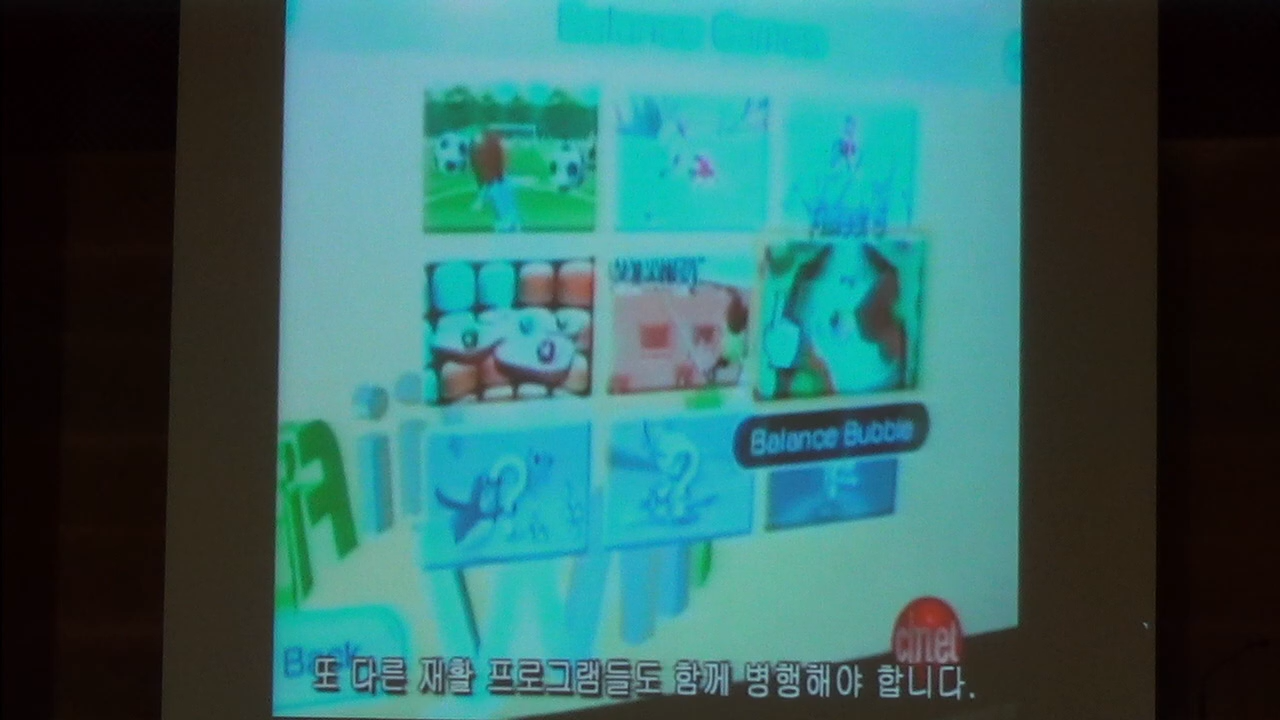 Balance Games
Balance Bubble
Back
cnet
또 다른 재활 프로그램들도 함께 병행해야 합니다.